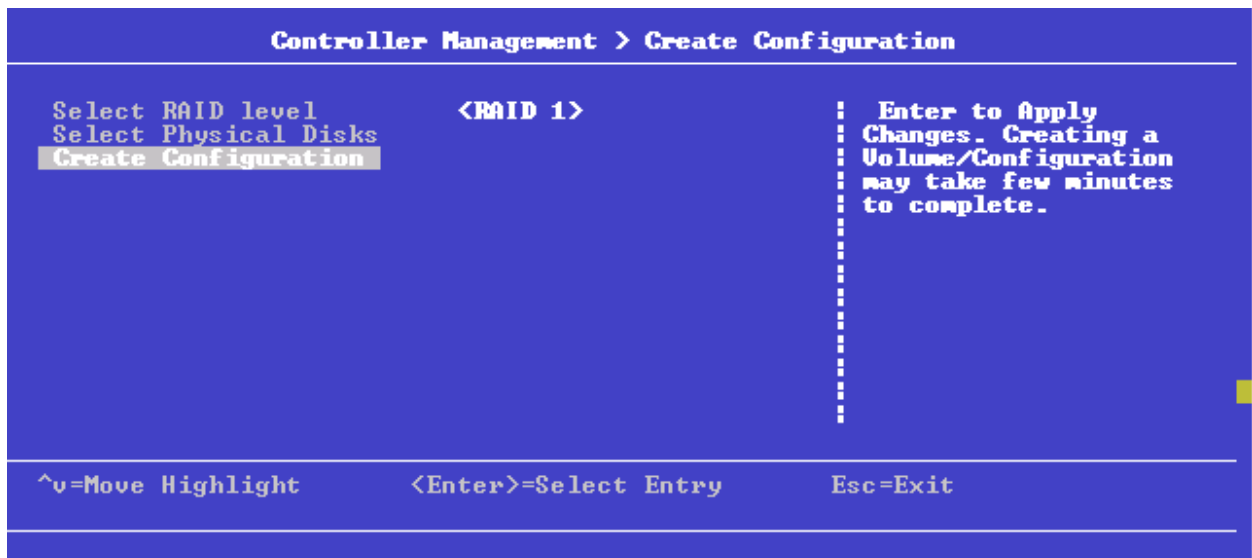 Controller Management > Create Configuration
Select RAID level <RAID 1>
Select Physical Disks
Create Configuration
Enter to Apply
Changes. Creating a
Volume/Configuration
may take few minutes
to complete.
^v=Move Highlight <Enter>=Select Entry Esc=Exit